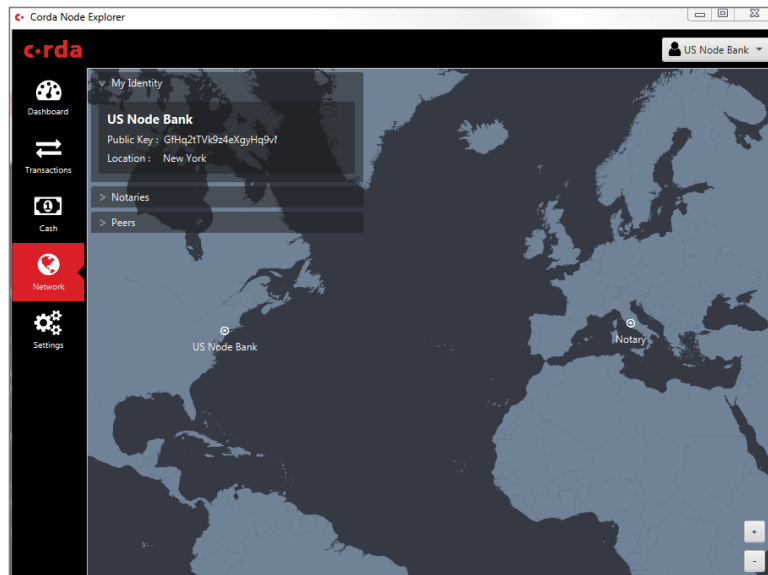 Corda Node Explorer
c·rda
US Node Bank
Dashboard
Transactions
Cash
Network
Settings
My Identity
US Node Bank
Public Key : GfHq2tTVk9z4eXgyHq9vl
Location : New York
> Notaries
> Peers
US Node Bank
Notary
+
-